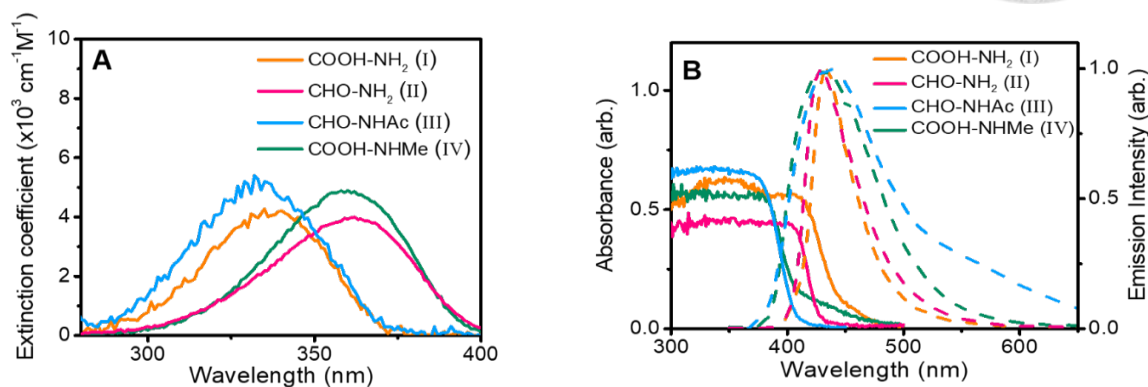 A
COOH-NH₂ (I)
CHO-NH₂ (II)
CHO-NHAc (III)
COOH-NHMe (IV)
Extinction coefficient (x10³ cm⁻¹M⁻¹)
10
8
6
4
2
0
300
350
400
Wavelength (nm)
B
COOH-NH₂ (I)
CHO-NH₂ (II)
CHO-NHAc (III)
COOH-NHMe (IV)
Absorbance (arb.)
1.0
0.5
0.0
300
400
500
600
Wavelength (nm)
1.0
0.5
0.0
Emission Intensity (arb.)